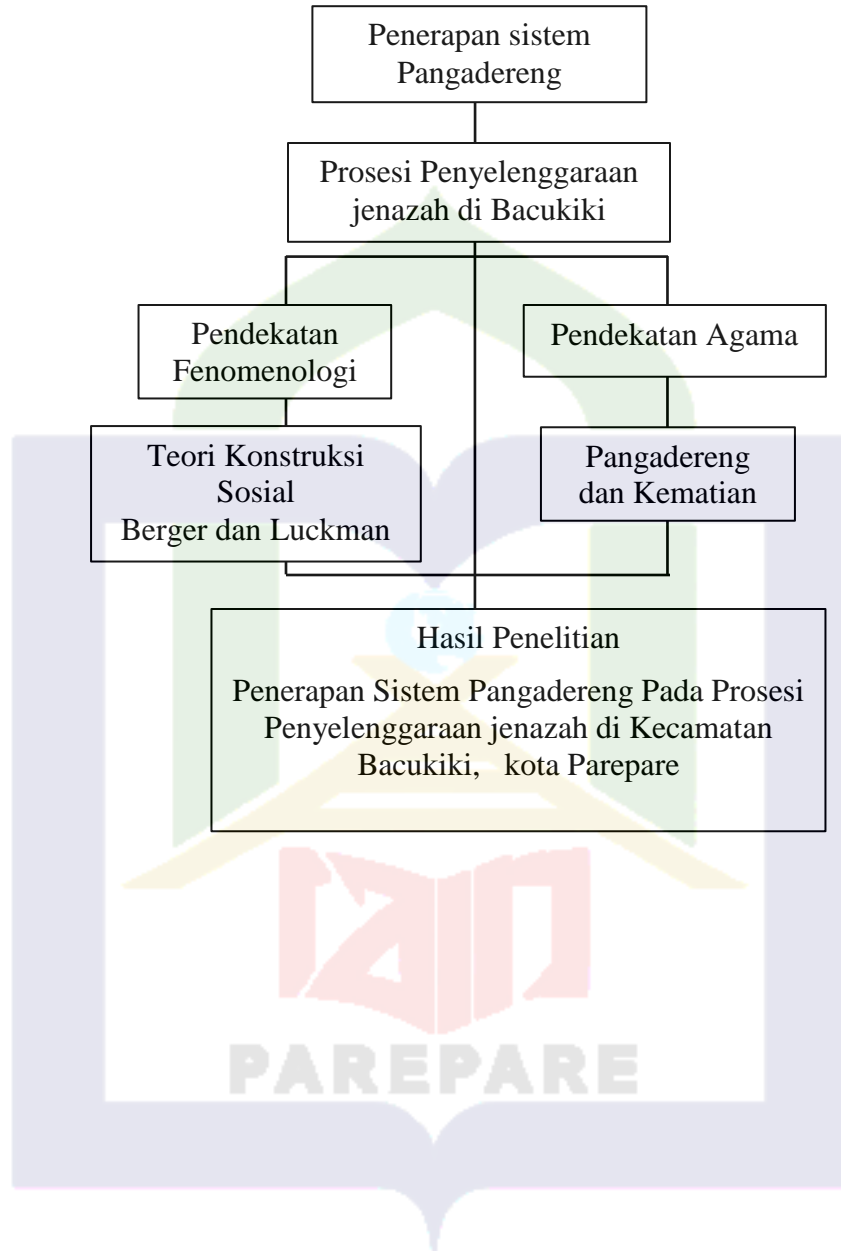 Penerapan sistem
Pangadereng
Prosesi Penyelenggaraan
jenazah di Bacukiki
Pendekatan
Fenomenologi
Pendekatan Agama
Teori Konstruksi
Sosial
Berger dan Luckman
Pangadereng
dan Kematian
Hasil Penelitian
Penerapan Sistem Pangadereng Pada Prosesi
Penyelenggaraan jenazah di Kecamatan
Bacukiki, kota Parepare
iain
PAREPARE